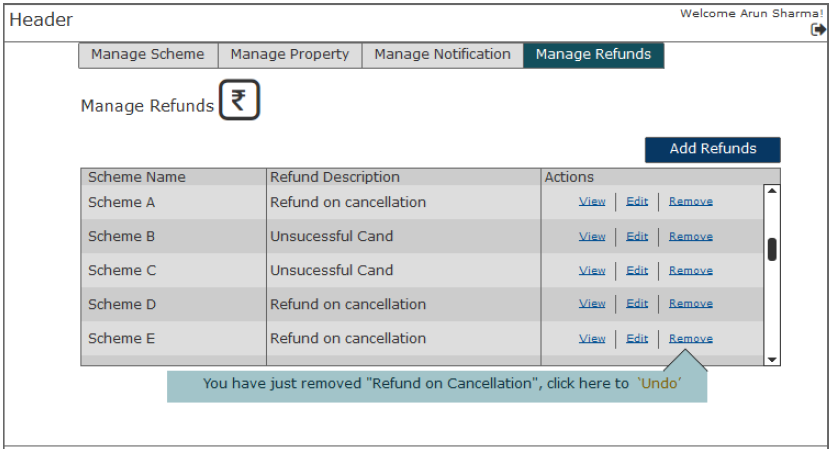 Header
Welcome Arun Sharma!
Manage Scheme Manage Property Manage Notification Manage Refunds
Manage Refunds ₹
Add Refunds
Scheme Name Refund Description Actions
Scheme A Refund on cancellation View Edit Remove
Scheme B Unsucessful Cand View Edit Remove
Scheme C Unsucessful Cand View Edit Remove
Scheme D Refund on cancellation View Edit Remove
Scheme E Refund on cancellation View Edit Remove
You have just removed "Refund on Cancellation", click here to `Undo´